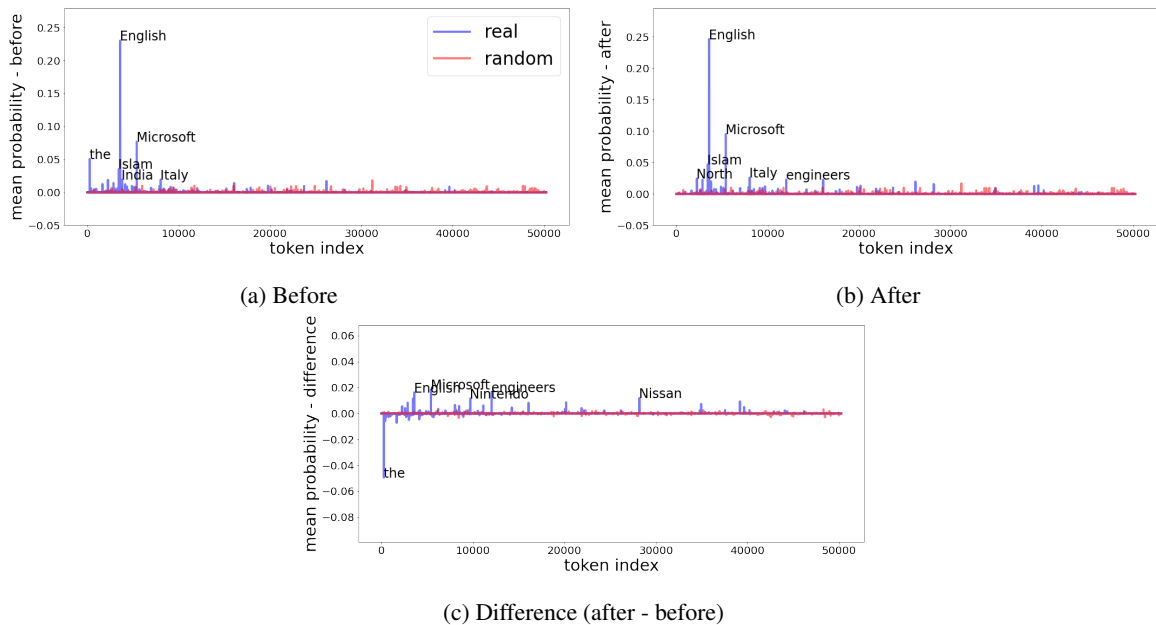 mean probability - before
0.25
0.20
0.15
0.10
0.05
0.00
−0.05
English
Microsoft
the
Islam
India
Italy
real
random
0
10000
20000
30000
40000
50000
token index
(a) Before
mean probability - after
0.25
0.20
0.15
0.10
0.05
0.00
−0.05
English
Microsoft
Islam
North
Italy
engineers
0
10000
20000
30000
40000
50000
token index
(b) After
mean probability - difference
0.06
0.04
0.02
0.00
−0.02
−0.04
−0.06
−0.08
English
Microsoft
Nintendo
engineers
Nissan
the
0
10000
20000
30000
40000
50000
token index
(c) Difference (after - before)